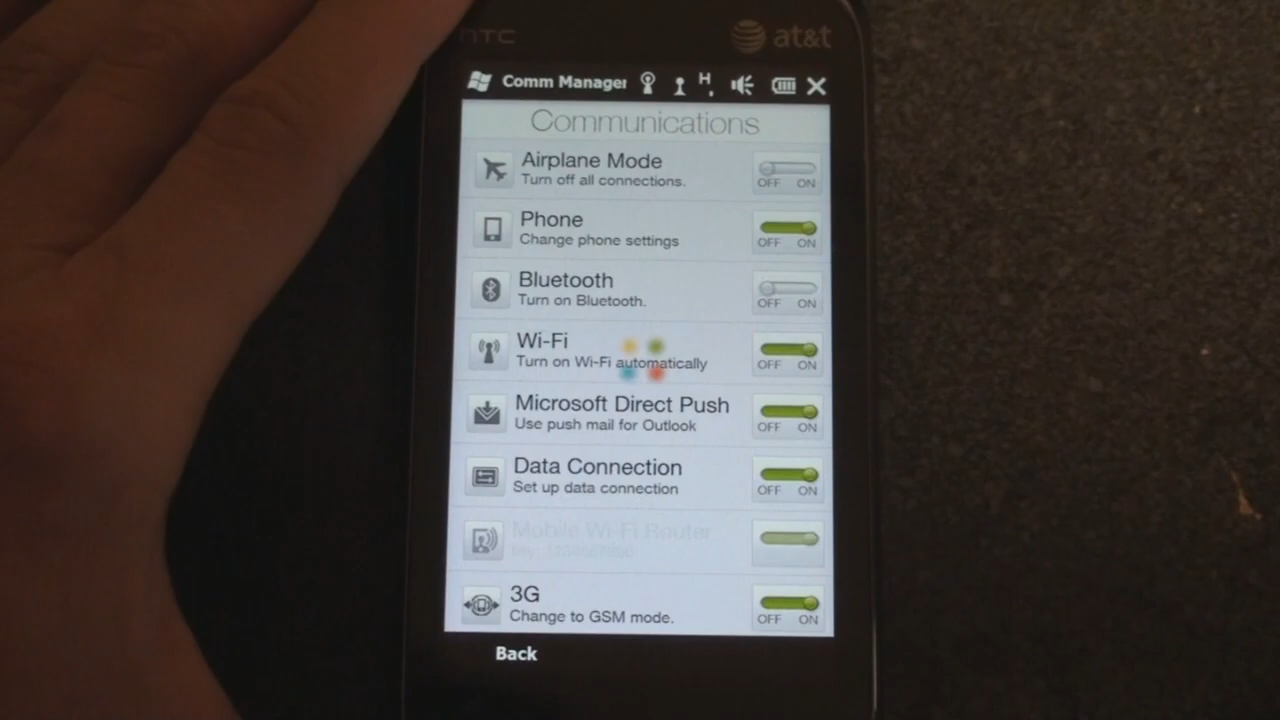 hTC
at&t
Comm Manager
H
Communications
Airplane Mode
Turn off all connections.
OFF ON
Phone
Change phone settings
OFF ON
Bluetooth
Turn on Bluetooth.
OFF ON
Wi-Fi
Turn on Wi-Fi automatically
OFF ON
Microsoft Direct Push
Use push mail for Outlook
OFF ON
Data Connection
Set up data connection
OFF ON
Mobile Wi-Fi Router
3G
Change to GSM mode.
OFF ON
Back